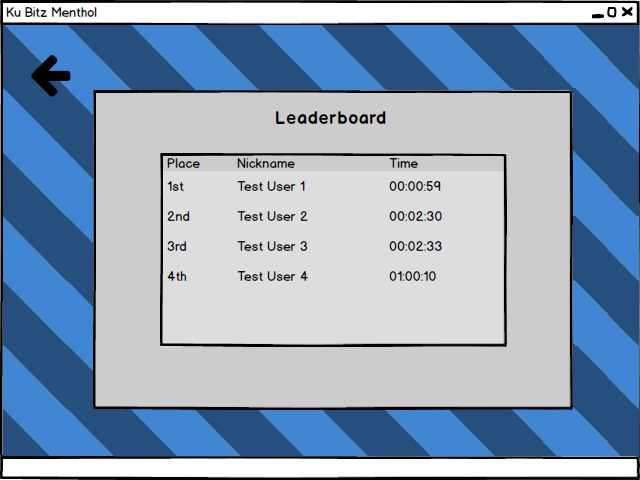 Ku Bitz Menthol
Leaderboard
Place Nickname Time
1st Test User 1 00:00:59
2nd Test User 2 00:02:30
3rd Test User 3 00:02:33
4th Test User 4 01:00:10